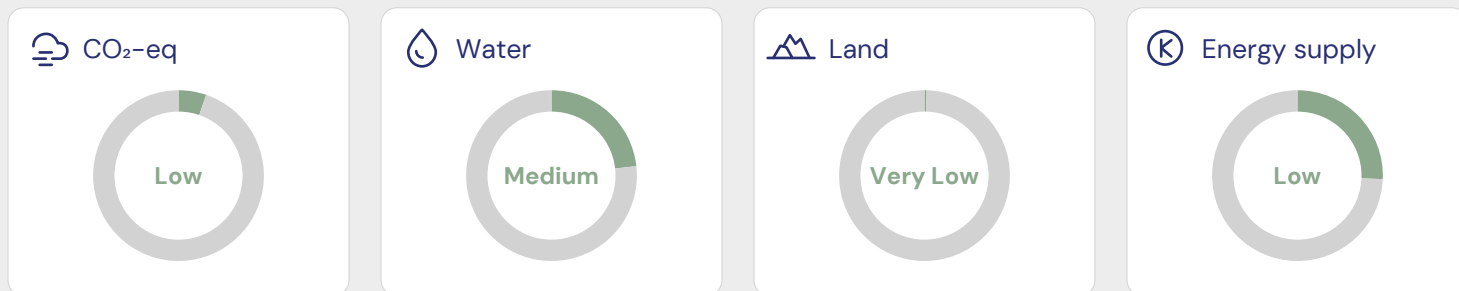 CO₂-eq
Low
Water
Medium
Land
Very Low
Energy supply
Low